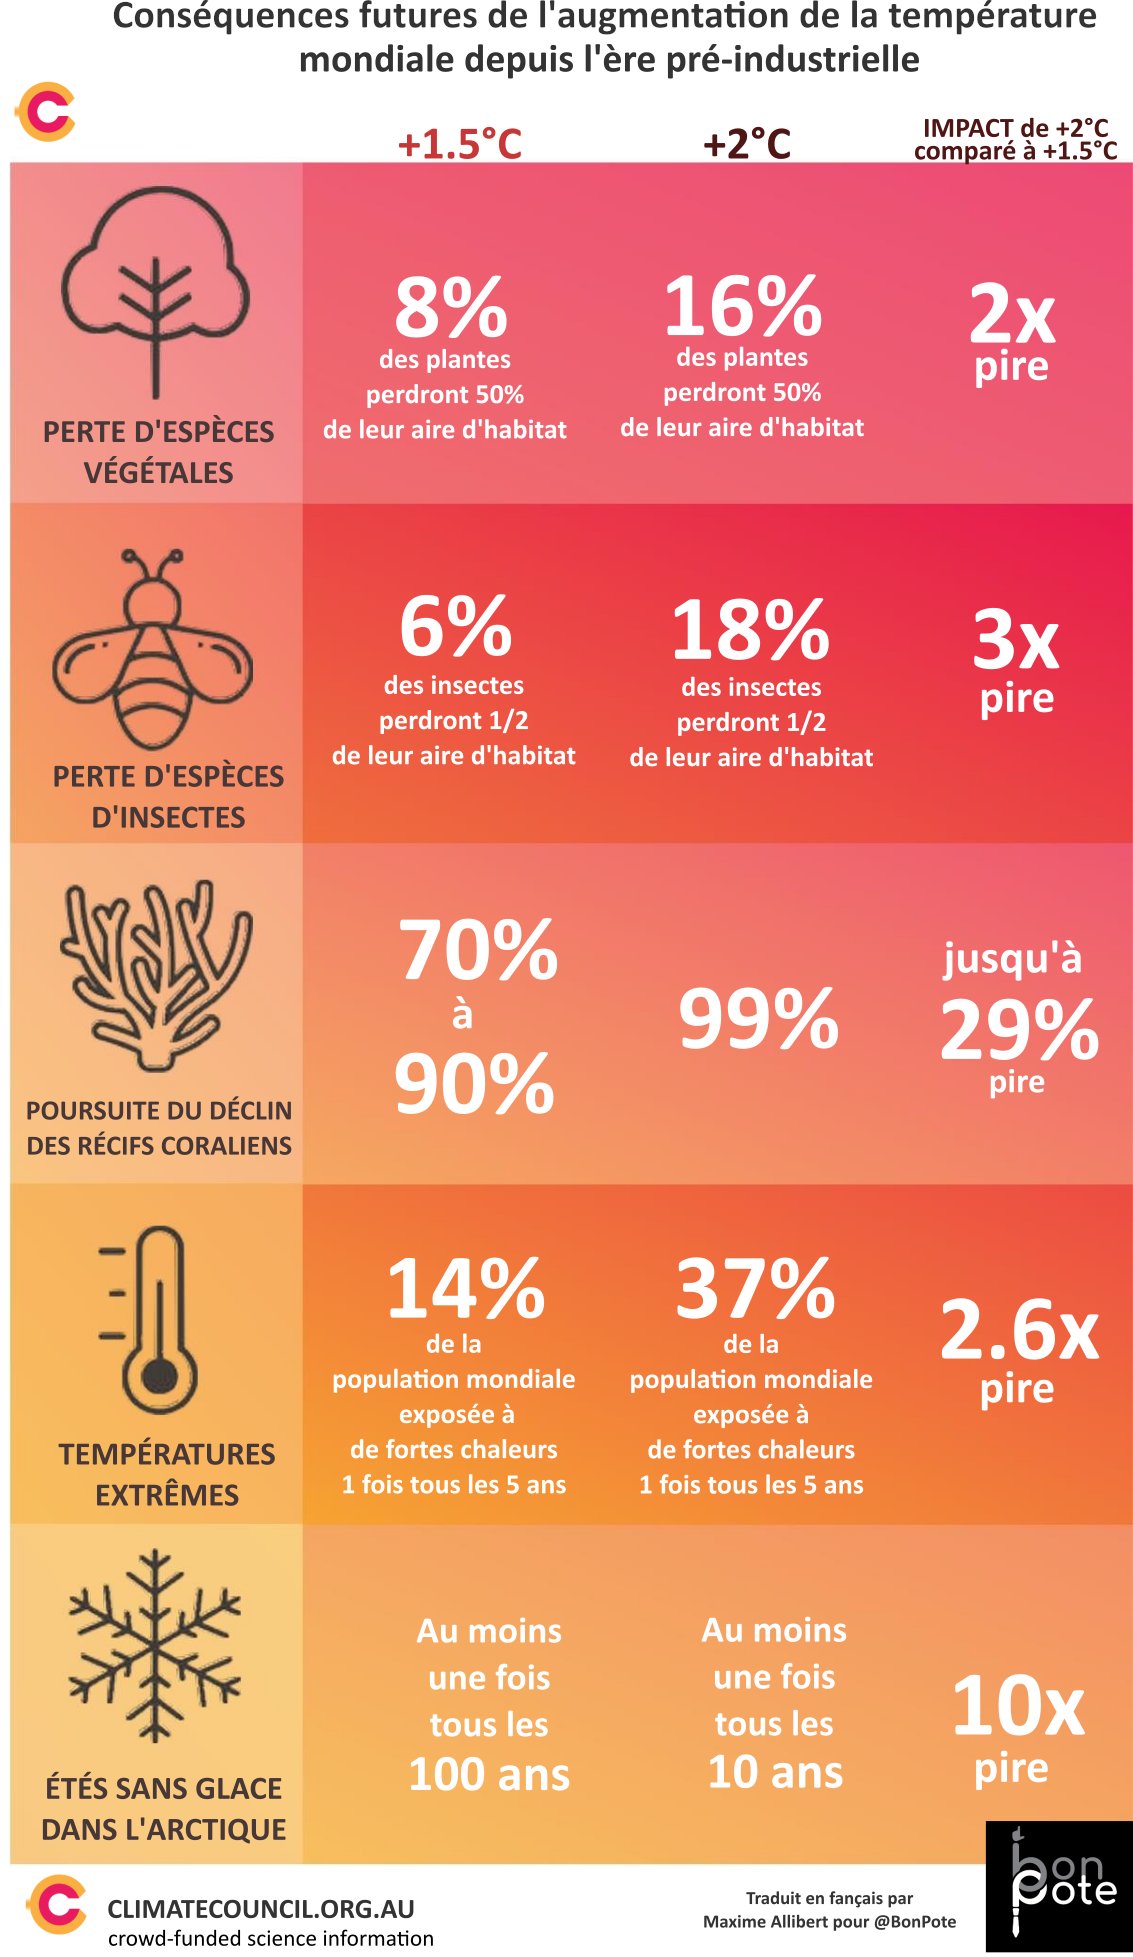 Conséquences futures de l'augmentation de la température
mondiale depuis l'ère pré-industrielle
+1.5°C
+2°C
IMPACT de +2°C
comparé à +1.5°C
PERTE D'ESPÈCES
VÉGÉTALES
8%
des plantes
perdront 50%
de leur aire d'habitat
16%
des plantes
perdront 50%
de leur aire d'habitat
2x
pire
PERTE D'ESPÈCES
D'INSECTES
6%
des insectes
perdront 1/2
de leur aire d'habitat
18%
des insectes
perdront 1/2
de leur aire d'habitat
3x
pire
POURSUITE DU DÉCLIN
DES RÉCIFS CORALIENS
70%
à
90%
99%
jusqu'à
29%
pire
TEMPÉRATURES
EXTRÊMES
14%
de la
population mondiale
exposée à
de fortes chaleurs
1 fois tous les 5 ans
37%
de la
population mondiale
exposée à
de fortes chaleurs
1 fois tous les 5 ans
2.6x
pire
ÉTÉS SANS GLACE
DANS L'ARCTIQUE
Au moins
une fois
tous les
100 ans
Au moins
une fois
tous les
10 ans
10x
pire
CLIMATECOUNCIL.ORG.AU
crowd-funded science information
Traduit en fançais par
Maxime Allibert pour @BonPote
bon
pote